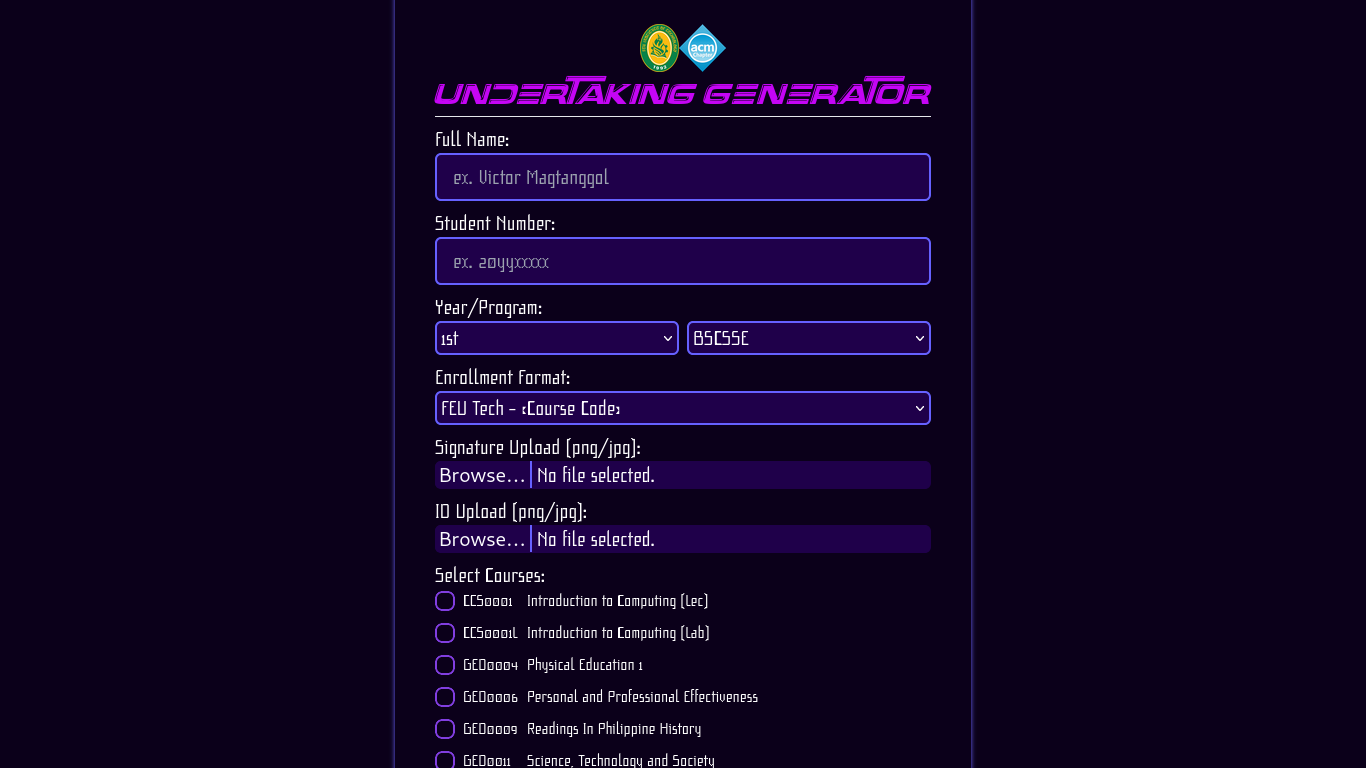 1992
acm
Chapter
UNDERTAKING GENERATOR
Full Name:
ex. Victor Magtanggol
Student Number:
ex. 20yyxxxxx
Year/Program:
1st BSCSSE
Enrollment Format:
FEU Tech - <Course Code>
Signature Upload (png/jpg):
Browse... No file selected.
ID Upload (png/jpg):
Browse... No file selected.
Select Courses:
CCS0001 Introduction to Computing (Lec)
CCS0001L Introduction to Computing (Lab)
GED0004 Physical Education 1
GED0006 Personal and Professional Effectiveness
GED0009 Readings In Philippine History
GED0011 Science, Technology and Society